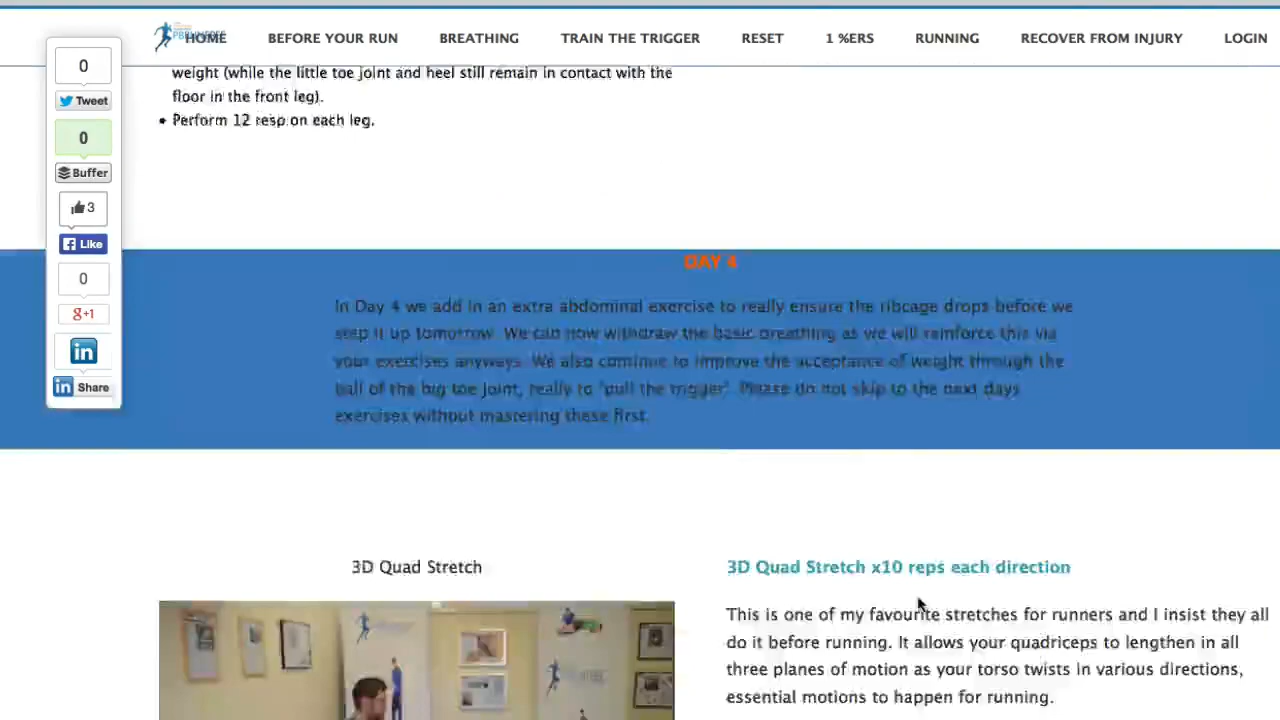 HOME BEFORE YOUR RUN BREATHING TRAIN THE TRIGGER RESET 1 %ERS RUNNING RECOVER FROM INJURY LOGIN
0
Tweet
0
Buffer
3
Like
0
g+1
in
in Share
weight (while the little toe joint and heel still remain in contact with the
floor in the front leg).
• Perform 12 resp on each leg.
DAY 4
In Day 4 we add in an extra abdominal exercise to really ensure the ribcage drops before we
step it up tomorrow. We can now withdraw the basic breathing as we will reinforce this via
your exercises anyways. We also continue to improve the acceptance of weight through the
ball of the big toe joint, really to "pull the trigger". Please do not skip to the next days
exercises without mastering these first.
3D Quad Stretch
3D Quad Stretch x10 reps each direction
This is one of my favourite stretches for runners and I insist they all
do it before running. It allows your quadriceps to lengthen in all
three planes of motion as your torso twists in various directions,
essential motions to happen for running.